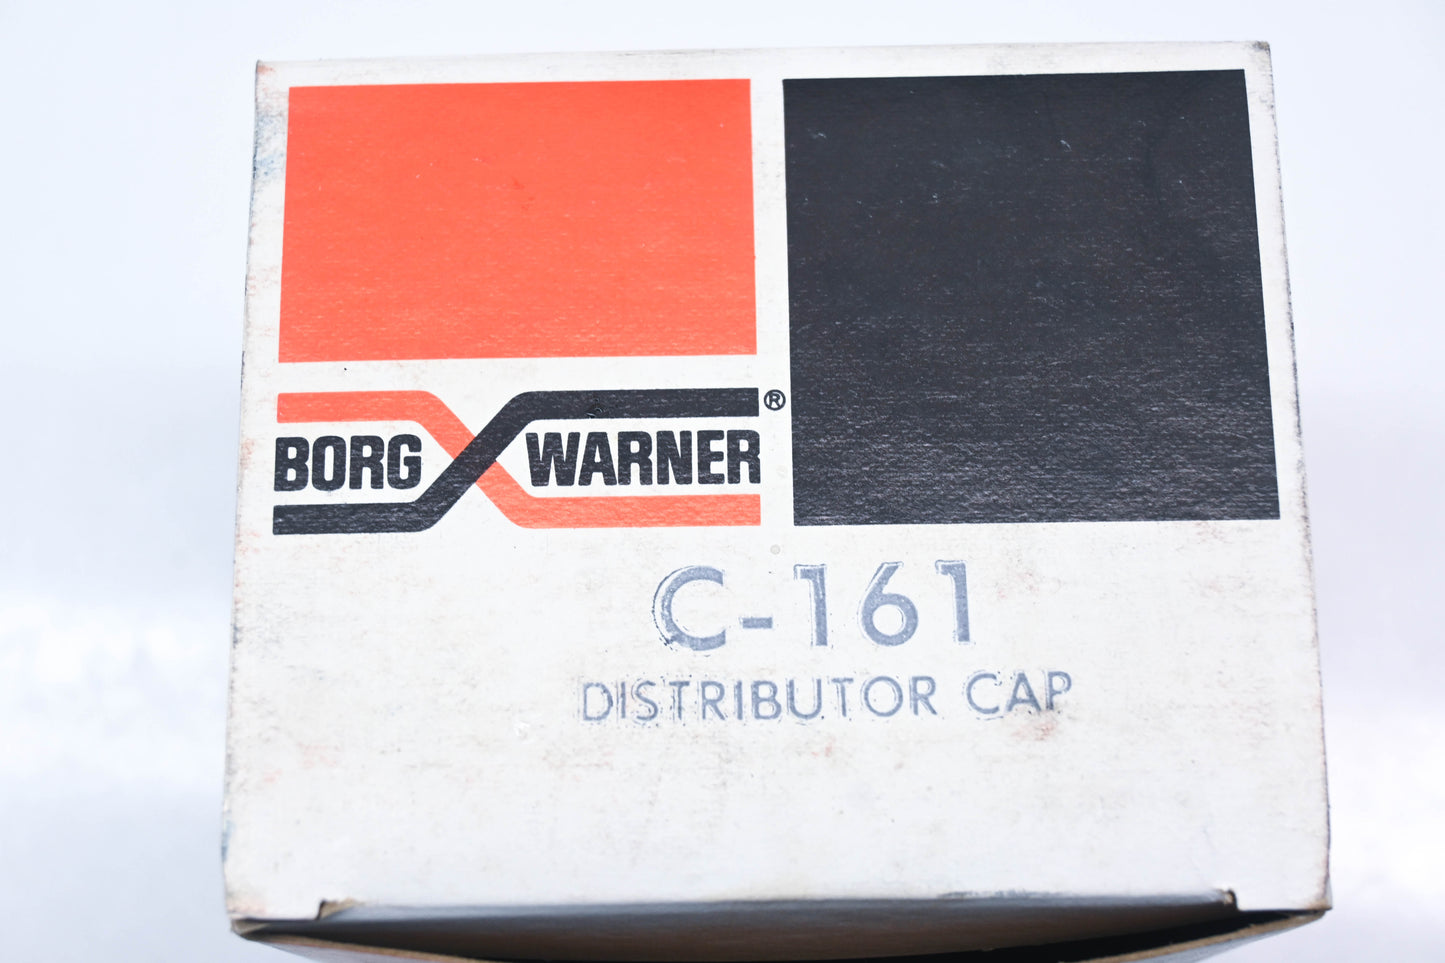 BORG WARNER®
C-161
DISTRIBUTOR CAP